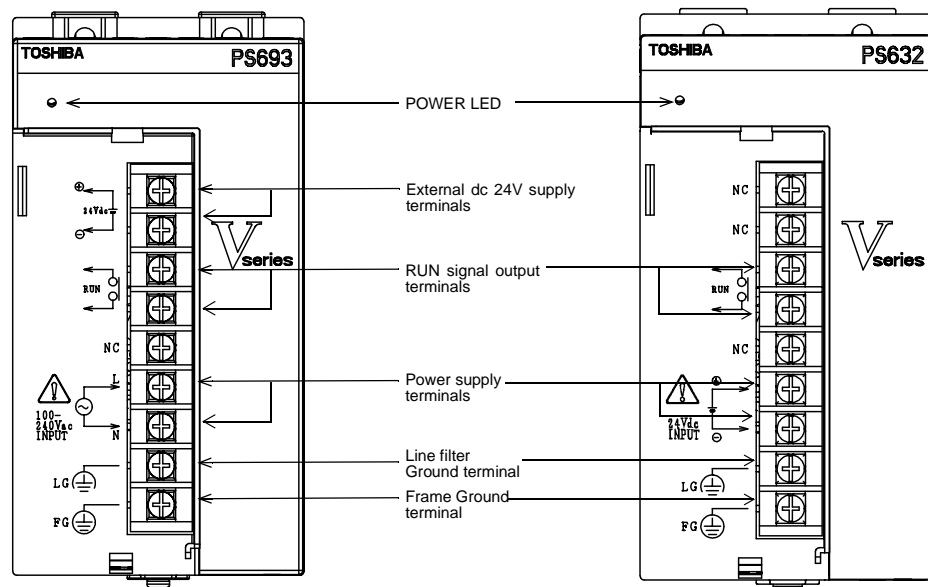 TOSHIBA
PS693
24Vdc
RUN
NC
L
100-
240Vac
INPUT
N
LG
FG
V
series
POWER LED
External dc 24V supply
terminals
RUN signal output
terminals
Power supply
terminals
Line filter
Ground terminal
Frame Ground
terminal
TOSHIBA
PS632
NC
NC
RUN
NC
24Vdc
INPUT
LG
FG
V
series